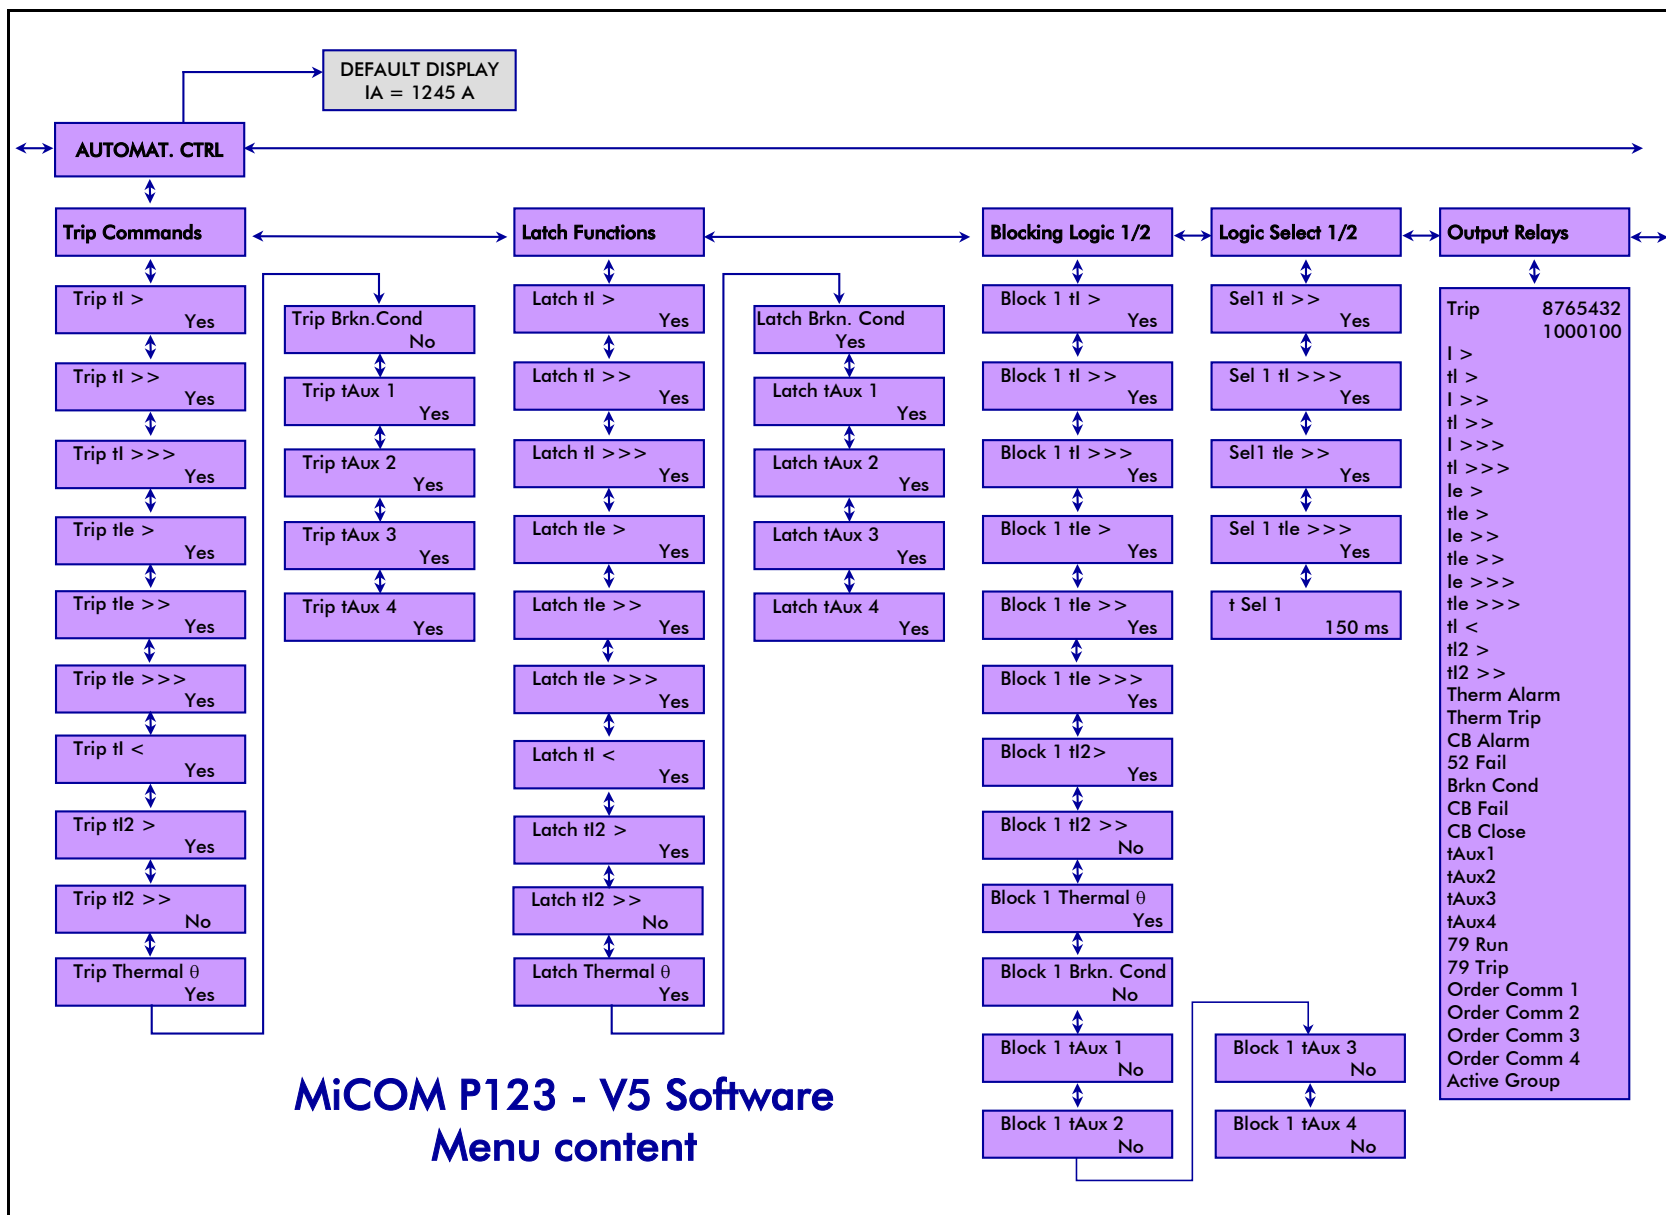 DEFAULT DISPLAY
IA = 1245 A
AUTOMAT. CTRL
Trip Commands
Trip tI >
Yes
Trip tI >>
Yes
Trip tI >>>
Yes
Trip tIe >
Yes
Trip tIe >>
Yes
Trip tIe >>>
Yes
Trip tI <
Yes
Trip tI2 >
Yes
Trip tI2 >>
No
Trip Thermal θ
Yes
Trip Brkn.Cond
No
Trip tAux 1
Yes
Trip tAux 2
Yes
Trip tAux 3
Yes
Trip tAux 4
Yes
Latch Functions
Latch tI >
Yes
Latch tI >>
Yes
Latch tI >>>
Yes
Latch tIe >
Yes
Latch tIe >>
Yes
Latch tIe >>>
Yes
Latch tI <
Yes
Latch tI2 >
Yes
Latch tI2 >>
No
Latch Thermal θ
Yes
Latch Brkn. Cond
Yes
Latch tAux 1
Yes
Latch tAux 2
Yes
Latch tAux 3
Yes
Latch tAux 4
Yes
Blocking Logic 1/2
Block 1 tI >
Yes
Block 1 tI >>
Yes
Block 1 tI >>>
Yes
Block 1 tIe >
Yes
Block 1 tIe >>
Yes
Block 1 tIe >>>
Yes
Block 1 tI2>
Yes
Block 1 tI2 >>
No
Block 1 Thermal θ
Yes
Block 1 Brkn. Cond
No
Block 1 tAux 1
No
Block 1 tAux 2
No
Block 1 tAux 3
No
Block 1 tAux 4
No
Logic Select 1/2
Sel1 tI >>
Yes
Sel 1 tI >>>
Yes
Sel1 tIe >>
Yes
Sel 1 tIe >>>
Yes
t Sel 1
150 ms
Output Relays
Trip 8765432
1000100
I >
tI >
I >>
tI >>
I >>>
tI >>>
Ie >
tIe >
Ie >>
tIe >>
Ie >>>
tIe >>>
tI <
tI2 >
tI2 >>
Therm Alarm
Therm Trip
CB Alarm
52 Fail
Brkn Cond
CB Fail
CB Close
tAux1
tAux2
tAux3
tAux4
79 Run
79 Trip
Order Comm 1
Order Comm 2
Order Comm 3
Order Comm 4
Active Group
MiCOM P123 - V5 Software
Menu content